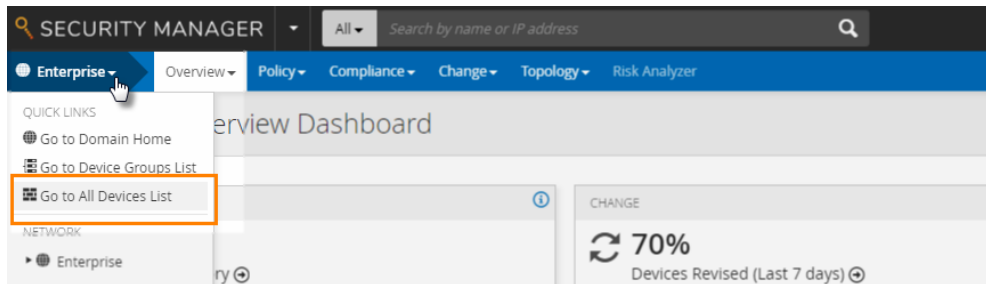 SECURITY MANAGER All Search by name or IP address
Enterprise Overview Policy Compliance Change Topology Risk Analyzer
QUICK LINKS
erview Dashboard
Go to Domain Home
Go to Device Groups List
Go to All Devices List
CHANGE
NETWORK
70%
Enterprise
ry
Devices Revised (Last 7 days)